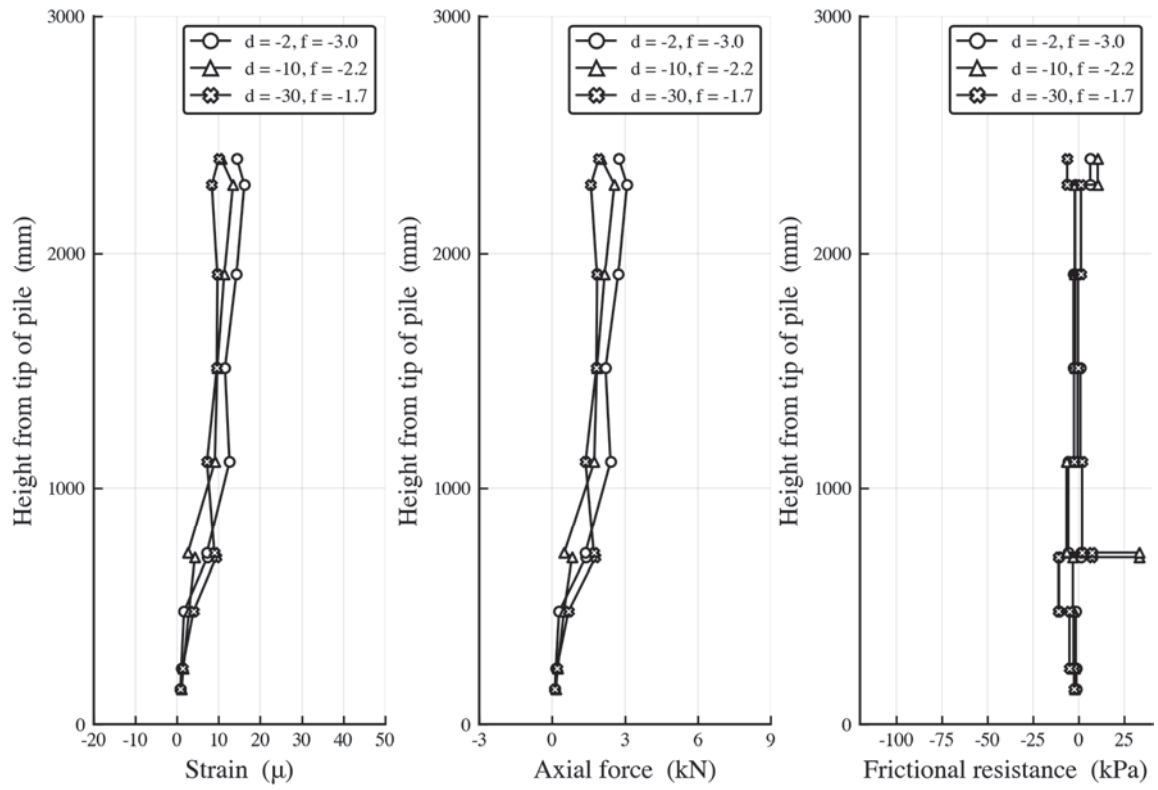 3000
2000
1000
0
Height from tip of pile (mm)
d = -2, f = -3.0
d = -10, f = -2.2
d = -30, f = -1.7
-20 -10 0 10 20 30 40 50
Strain (μ)
3000
2000
1000
0
Height from tip of pile (mm)
d = -2, f = -3.0
d = -10, f = -2.2
d = -30, f = -1.7
-3 0 3 6 9
Axial force (kN)
3000
2000
1000
0
Height from tip of pile (mm)
d = -2, f = -3.0
d = -10, f = -2.2
d = -30, f = -1.7
-100 -75 -50 -25 0 25
Frictional resistance (kPa)